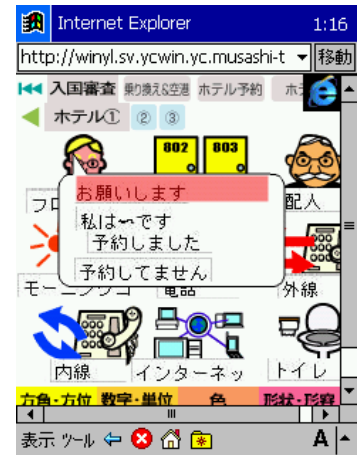 Internet Explorer 1:16
http://winyl.sv.ycwin.yc.musashi-t 移動
入国審査 乗り換え&空港 ホテル予約
ホテル① ② ③
802 803
フロ 配人
お願いします
私は〜です
予約しました
予約してません
モーニングコ 電話 外線
内線 インターネッ トイレ
方角・方位 数字・単位 色 形状・形容
表示 ツール A